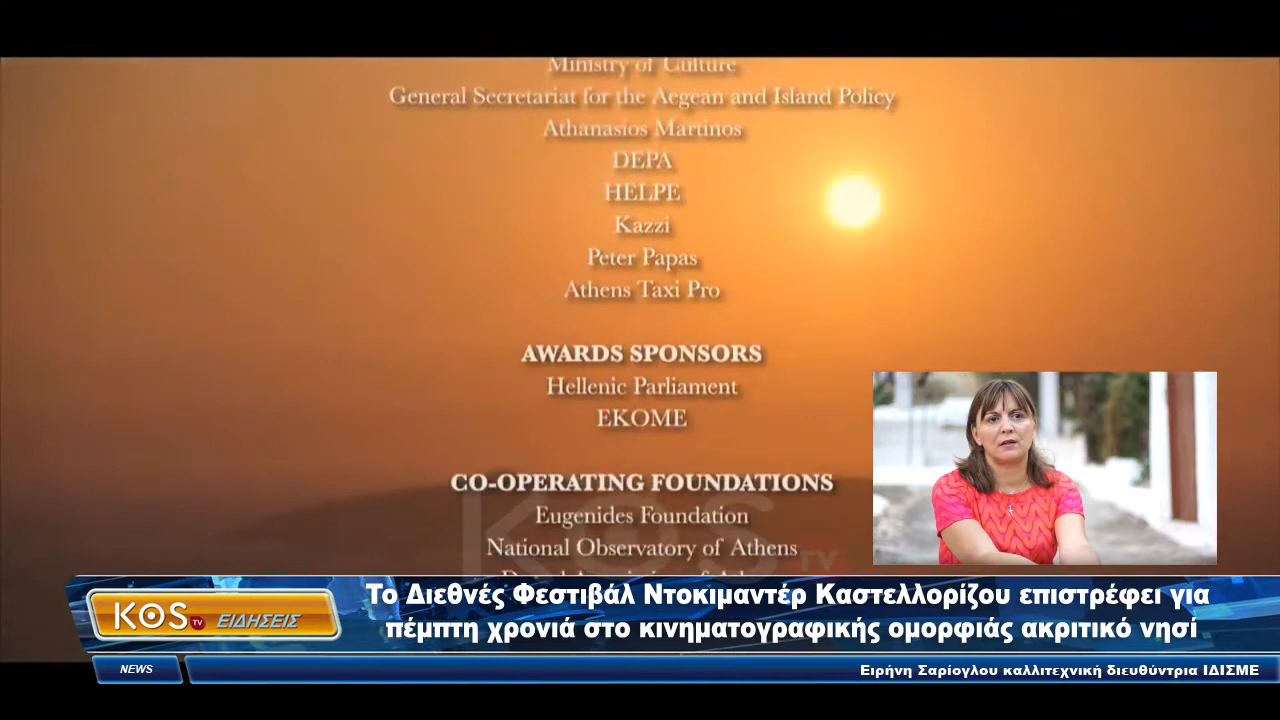 Ministry of Culture
General Secretariat for the Aegean and Island Policy
Athanasios Martinos
DEPA
HELPE
Kazzi
Peter Papas
Athens Taxi Pro
AWARDS SPONSORS
Hellenic Parliament
EKOME
CO-OPERATING FOUNDATIONS
Eugenides Foundation
National Observatory of Athens
KOS TV
KOS TV ΕΙΔΗΣΕΙΣ
Το Διεθνές Φεστιβάλ Ντοκιμαντέρ Καστελλορίζου επιστρέφει για
πέμπτη χρονιά στο κινηματογραφικής ομορφιάς ακριτικό νησί
NEWS
Ειρήνη Σαρίογλου καλλιτεχνική διευθύντρια ΙΔΙΣΜΕ